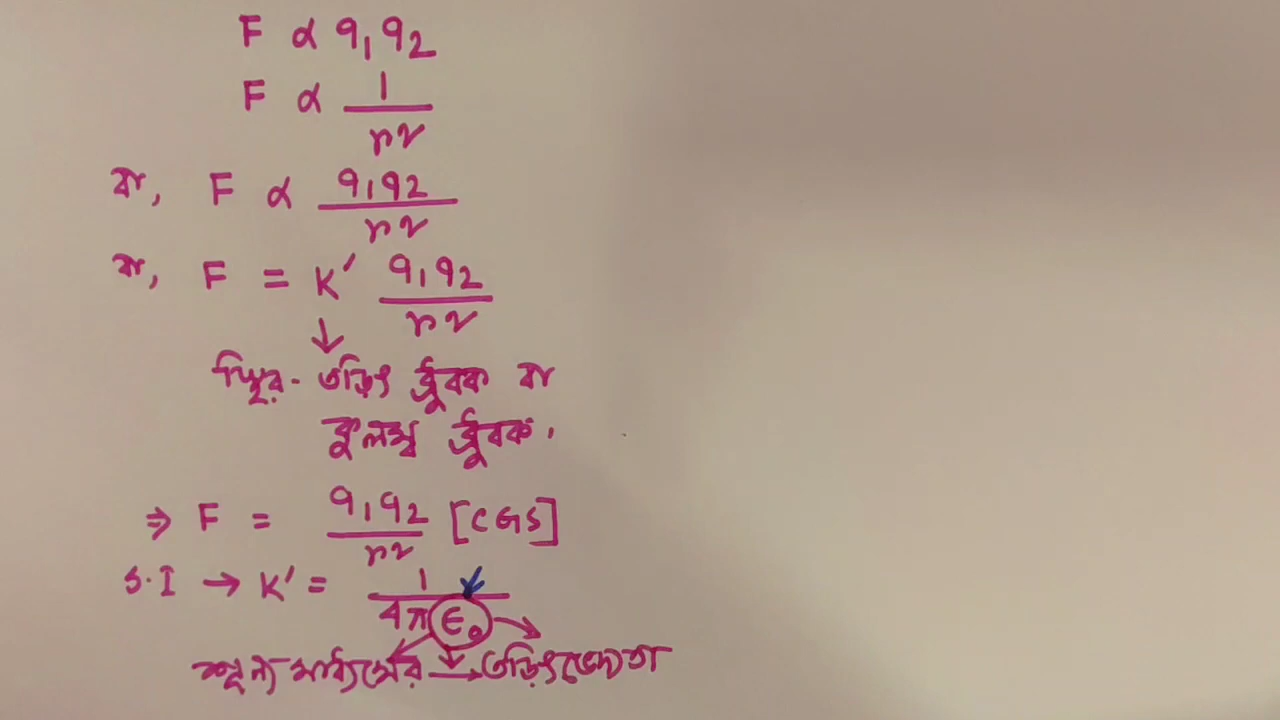 F ∝ q₁q₂
F ∝ 1/r²
বা, F ∝ q₁q₂/r²
বা, F = K′ q₁q₂/r²
↓
স্থির-তড়িৎ ধ্রুবক বা
কুলম্ব ধ্রুবক।
⇒ F = q₁q₂/r² [CGS]
S.I → K′ = 1/4πϵ₀
শূন্য মাধ্যমের → তড়িৎভেদ্যতা